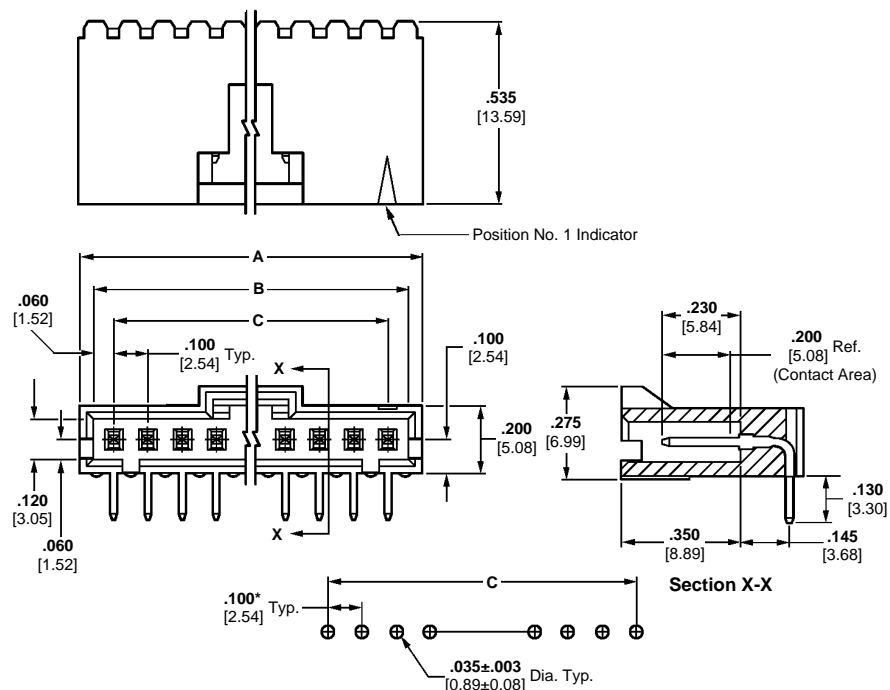 .535
[13.59]
Position No. 1 Indicator
A
B
C
.060
[1.52]
.100
[2.54] Typ.
X
.100
[2.54]
.200
[5.08]
.120
[3.05]
.060
[1.52]
X
.230
[5.84]
.200
[5.08] Ref.
(Contact Area)
.275
[6.99]
.130
[3.30]
.350
[8.89]
.145
[3.68]
Section X-X
C
.100*
[2.54] Typ.
.035±.003
[0.89±0.08] Dia. Typ.